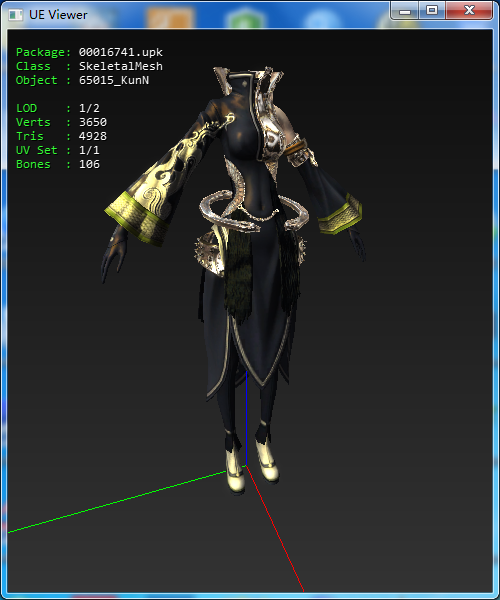 UE Viewer
Package: 00016741.upk
Class : SkeletalMesh
Object : 65015_KunN
LOD : 1/2
Verts : 3650
Tris : 4928
UV Set : 1/1
Bones : 106